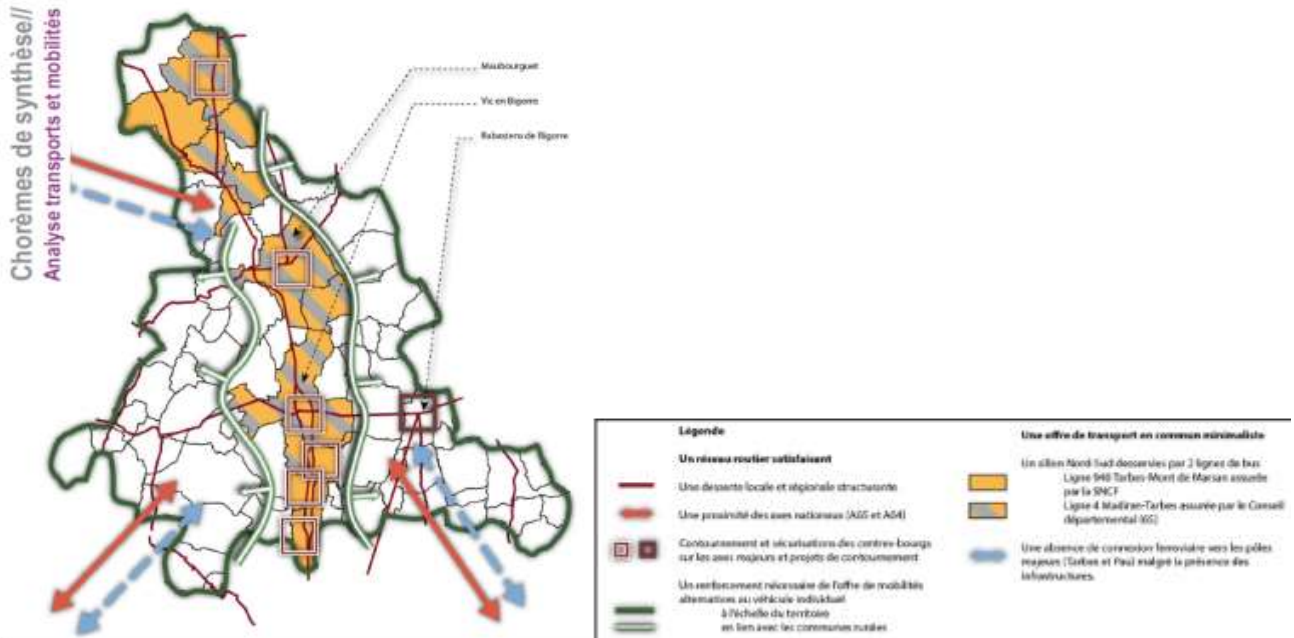 Chorèmes de synthèse//
Analyse transports et mobilités
Maubourguet
Vic en Bigorre
Rabastens de Bigorre
Légende
Un réseau routier satisfaisant
Une desserte locale et régionale structurante
Une proximité des axes nationaux (A65 et A64)
Contournement et sécurisations des centres-bourgs
sur les axes majeurs et projets de contournement
Un renforcement nécessaire de l'offre de mobilités
alternatives au véhicule individuel
à l'échelle du territoire
en lien avec les communes rurales
Une offre de transport en commun minimaliste
Un sillon Nord Sud desservies par 2 lignes de bus
Ligne 940 Tarbes-Mont de Marsan assurée
par la SNCF
Ligne 4 Madiran-Tarbes assurée par le Conseil
départemental (65)
Une absence de connexion ferroviaire vers les pôles
majeurs (Tarbes et Pau) malgré la présence des
infrastructures.